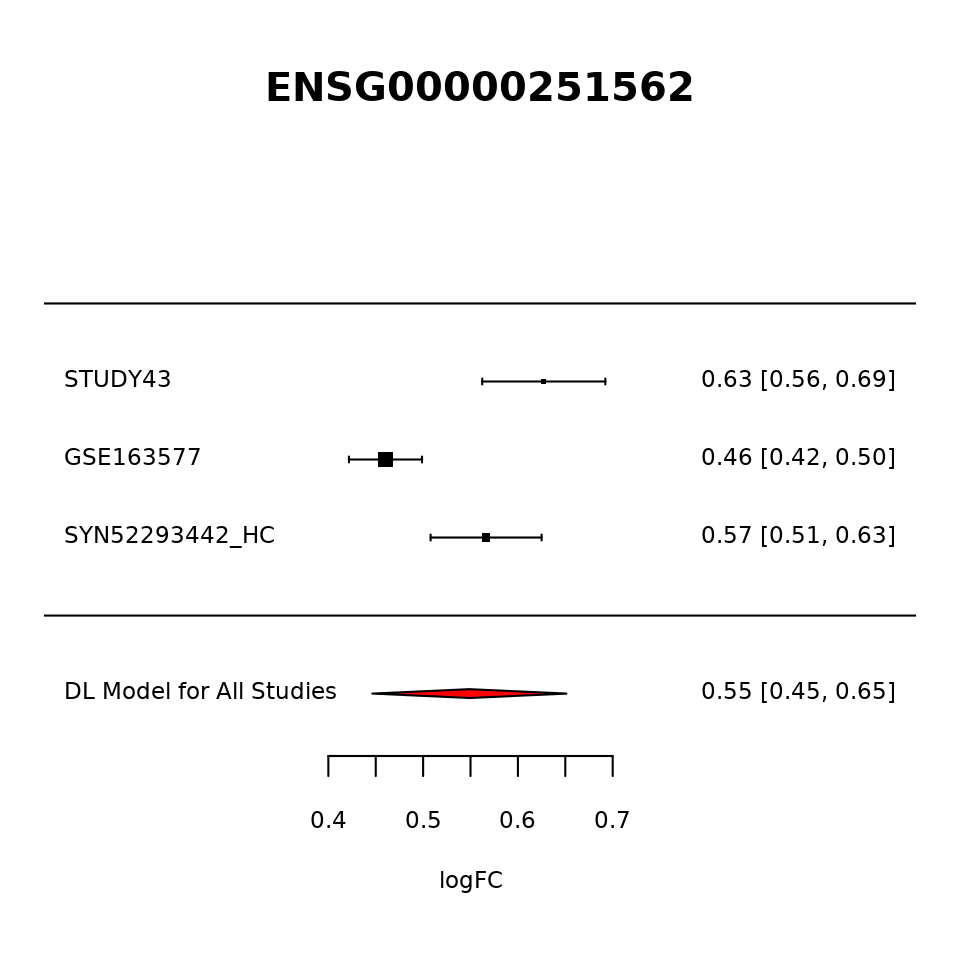 ENSG00000251562
STUDY43 0.63 [0.56, 0.69]
GSE163577 0.46 [0.42, 0.50]
SYN52293442_HC 0.57 [0.51, 0.63]
DL Model for All Studies 0.55 [0.45, 0.65]
0.4 0.5 0.6 0.7
logFC